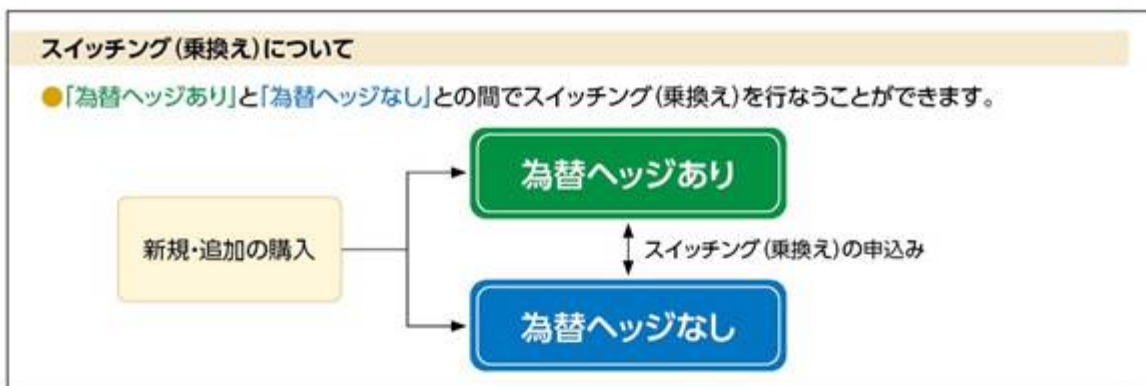 スイッチング(乗換え)について
●「為替ヘッジあり」と「為替ヘッジなし」との間でスイッチング(乗換え)を行なうことができます。
為替ヘッジあり
新規・追加の購入
スイッチング(乗換え)の申込み
為替ヘッジなし